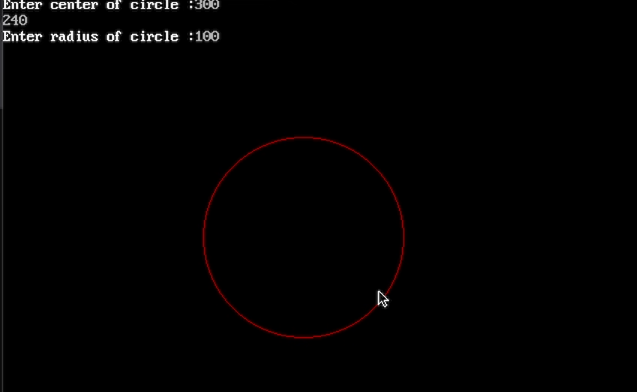 Enter center of circle :300
240
Enter radius of circle :100